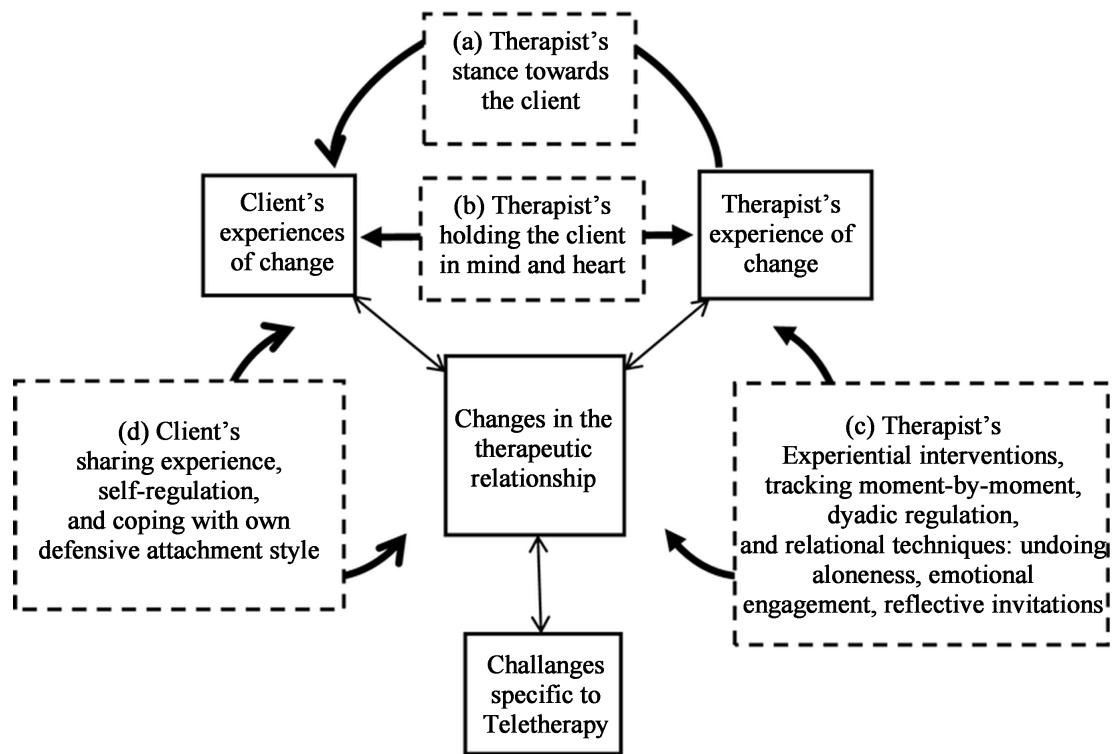 (a) Therapist’s
stance towards
the client
Client’s
experiences
of change
(b) Therapist’s
holding the client
in mind and heart
Therapist’s
experience of
change
Changes in the
therapeutic
relationship
(d) Client’s
sharing experience,
self-regulation,
and coping with own
defensive attachment style
(c) Therapist’s
Experiential interventions,
tracking moment-by-moment,
dyadic regulation,
and relational techniques: undoing
aloneness, emotional
engagement, reflective invitations
Challanges
specific to
Teletherapy